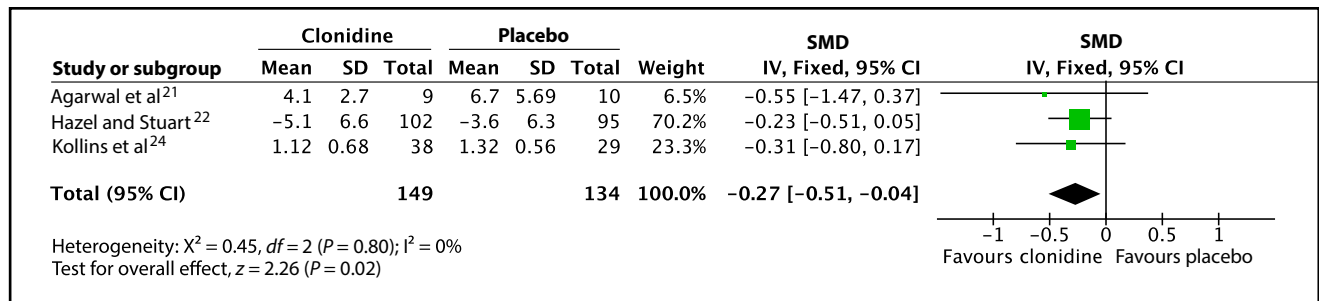 Clonidine Placebo SMD SMD
Study or subgroup Mean SD Total Mean SD Total Weight IV, Fixed, 95% CI IV, Fixed, 95% CI
Agarwal et al21 4.1 2.7 9 6.7 5.69 10 6.5% −0.55 [−1.47, 0.37]
Hazel and Stuart22 −5.1 6.6 102 −3.6 6.3 95 70.2% −0.23 [−0.51, 0.05]
Kollins et al24 1.12 0.68 38 1.32 0.56 29 23.3% −0.31 [−0.80, 0.17]
Total (95% CI) 149 134 100.0% −0.27 [−0.51, −0.04]
−1 −0.5 0 0.5 1
Heterogeneity: X² = 0.45, df = 2 (P = 0.80); I² = 0%
Favours clonidine Favours placebo
Test for overall effect, z = 2.26 (P = 0.02)